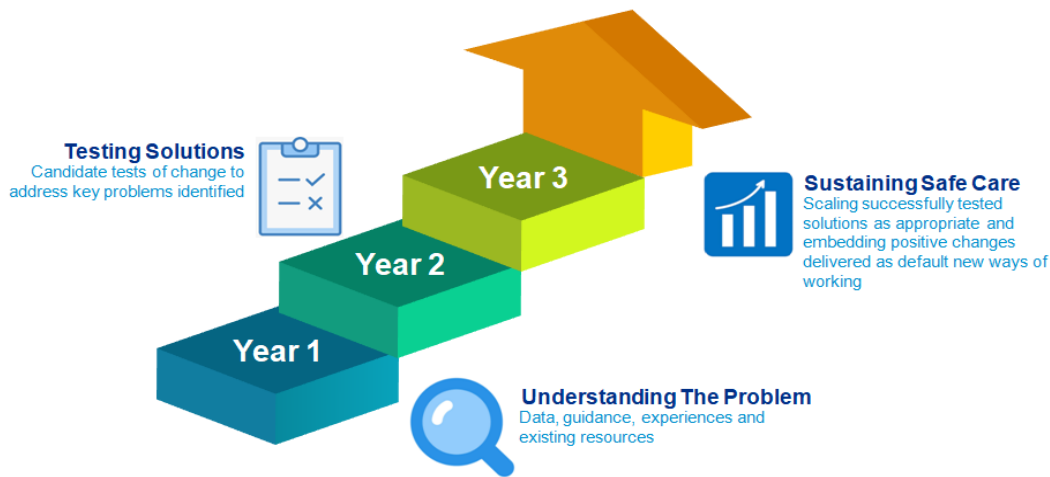 Testing Solutions
Candidate tests of change to
address key problems identified
Year 3
Sustaining Safe Care
Scaling successfully tested
solutions as appropriate and
embedding positive changes
delivered as default new ways of
working
Year 2
Year 1
Understanding The Problem
Data, guidance, experiences and
existing resources